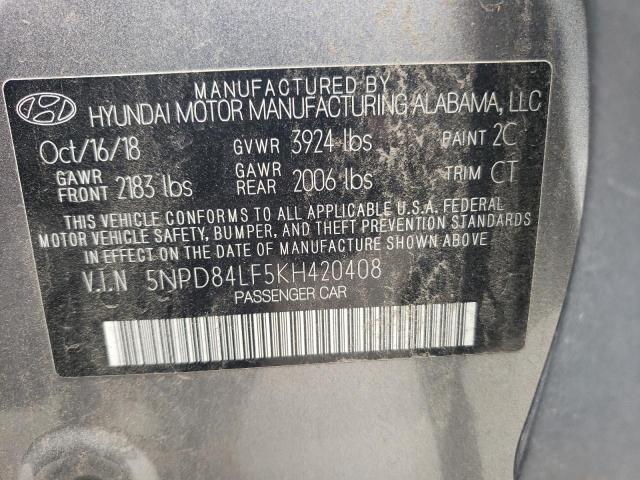 MANUFACTURED BY
HYUNDAI MOTOR MANUFACTURING ALABAMA, LLC
Oct/16/18 GVWR 3924 lbs PAINT 2C
GAWR FRONT 2183 lbs GAWR REAR 2006 lbs TRIM CT
THIS VEHICLE CONFORMS TO ALL APPLICABLE U.S.A. FEDERAL
MOTOR VEHICLE SAFETY, BUMPER, AND THEFT PREVENTION STANDARDS
IN EFFECT ON THE DATE OF MANUFACTURE SHOWN ABOVE.
V.I.N 5NPD84LF5KH420408
PASSENGER CAR